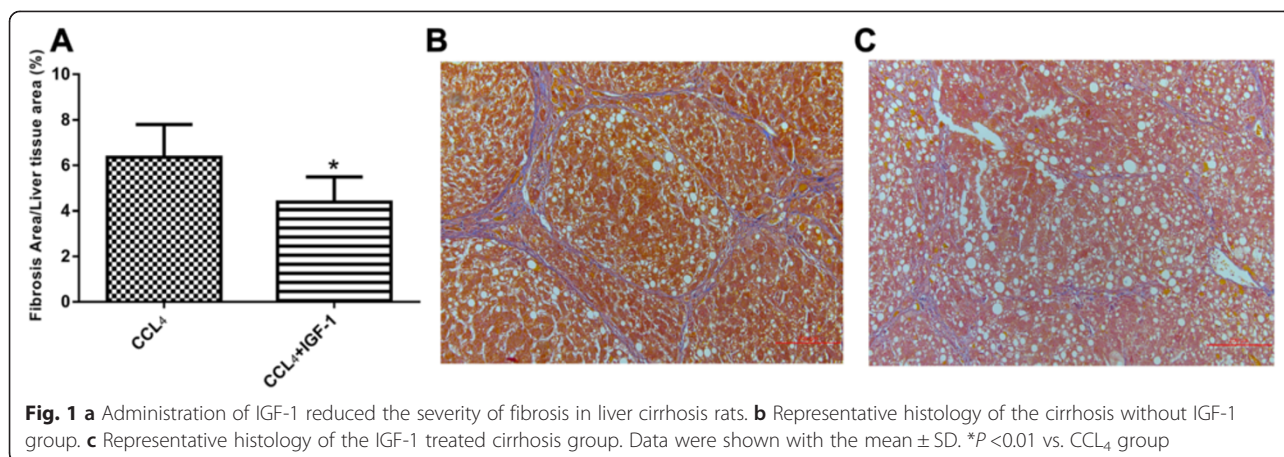 A
B
C
Fibrosis Area/Liver tissue area (%)
10
8
6
4
2
0
*
CCL₄
CCL₄+IGF-1
Fig. 1 a Administration of IGF-1 reduced the severity of fibrosis in liver cirrhosis rats. b Representative histology of the cirrhosis without IGF-1
group. c Representative histology of the IGF-1 treated cirrhosis group. Data were shown with the mean ± SD. *P <0.01 vs. CCL₄ group